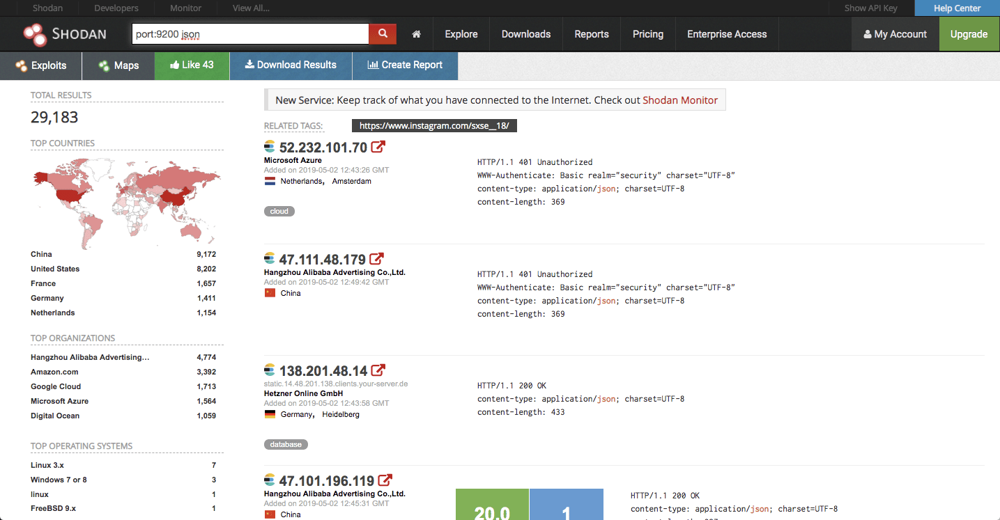 Shodan Developers Monitor View All... Show API Key Help Center
SHODAN port:9200 json Explore Downloads Reports Pricing Enterprise Access My Account Upgrade
Exploits Maps Like 43 Download Results Create Report
TOTAL RESULTS
29,183
TOP COUNTRIES
China 9,172
United States 8,202
France 1,657
Germany 1,411
Netherlands 1,154
TOP ORGANIZATIONS
Hangzhou Alibaba Advertising... 4,774
Amazon.com 3,392
Google Cloud 1,713
Microsoft Azure 1,564
Digital Ocean 1,059
TOP OPERATING SYSTEMS
Linux 3.x 7
Windows 7 or 8 3
linux 1
FreeBSD 9.x 1
New Service: Keep track of what you have connected to the Internet. Check out Shodan Monitor
RELATED TAGS: https://www.instagram.com/sxse__18/
52.232.101.70
Microsoft Azure
Added on 2019-05-02 12:43:26 GMT
Netherlands, Amsterdam
cloud
HTTP/1.1 401 Unauthorized
WWW-Authenticate: Basic realm="security" charset="UTF-8"
content-type: application/json; charset=UTF-8
content-length: 369
47.111.48.179
Hangzhou Alibaba Advertising Co.,Ltd.
Added on 2019-05-02 12:49:42 GMT
China
HTTP/1.1 401 Unauthorized
WWW-Authenticate: Basic realm="security" charset="UTF-8"
content-type: application/json; charset=UTF-8
content-length: 369
138.201.48.14
static.14.48.201.138.clients.your-server.de
Hetzner Online GmbH
Added on 2019-05-02 12:43:58 GMT
Germany, Heidelberg
database
HTTP/1.1 200 OK
content-type: application/json; charset=UTF-8
content-length: 433
47.101.196.119
Hangzhou Alibaba Advertising Co.,Ltd.
Added on 2019-05-02 12:45:31 GMT
China
20.0 1
HTTP/1.1 200 OK
content-type: application/json; charset=UTF-8